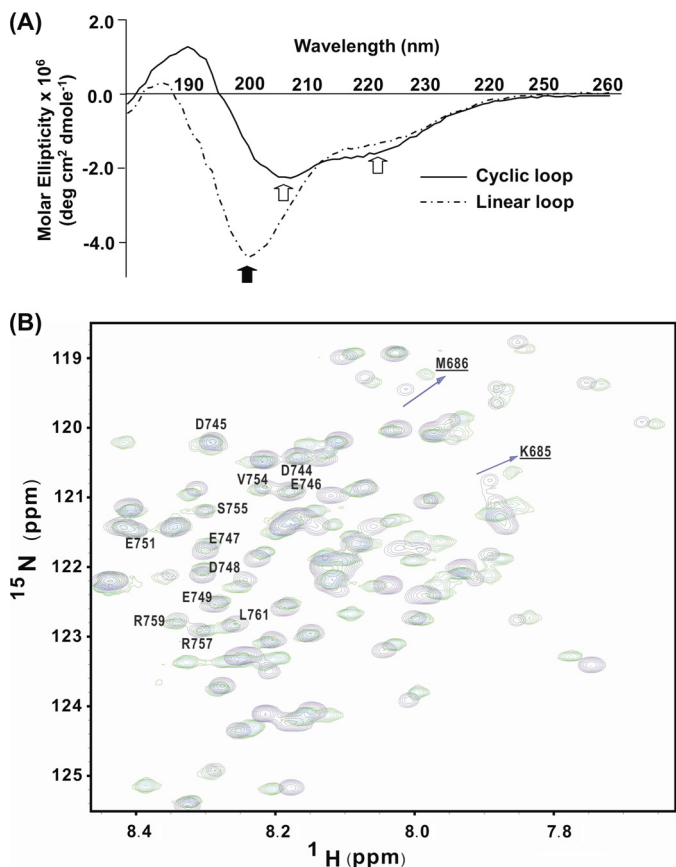 (A)
Wavelength (nm)
190 200 210 221 230 220 250 260
0.0
-2.0
-4.0
Molar Ellipticity x 10⁶
(deg cm² dmole⁻¹)
Cyclic loop
Linear loop
(B)
119
120
121
122
123
124
125
¹⁵N (ppm)
M686
D745
K685
D744
V754
E746
S755
E751
E747
D748
E749
R759
L761
R757
8.4 8.2 8.0 7.8
¹H (ppm)